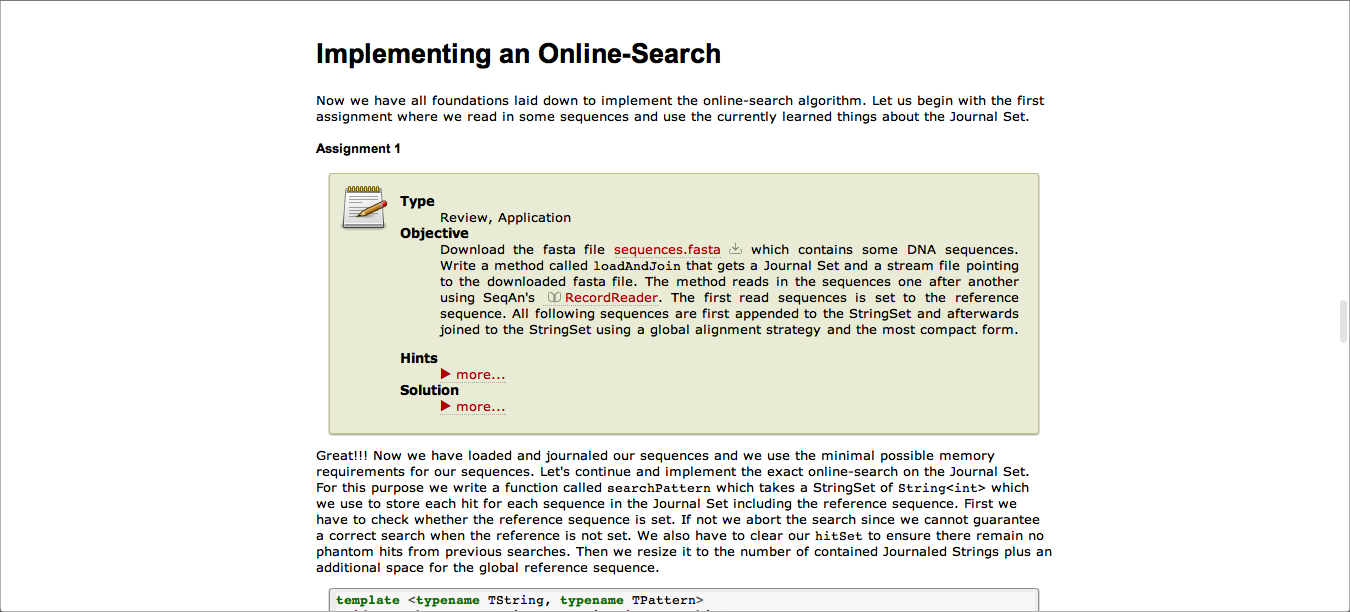 Implementing an Online-Search
Now we have all foundations laid down to implement the online-search algorithm. Let us begin with the first
assignment where we read in some sequences and use the currently learned things about the Journal Set.
Assignment 1
Type
Review, Application
Objective
Download the fasta file sequences.fasta which contains some DNA sequences.
Write a method called loadAndJoin that gets a Journal Set and a stream file pointing
to the downloaded fasta file. The method reads in the sequences one after another
using SeqAn's RecordReader. The first read sequences is set to the reference
sequence. All following sequences are first appended to the StringSet and afterwards
joined to the StringSet using a global alignment strategy and the most compact form.
Hints
more...
Solution
more...
Great!!! Now we have loaded and journaled our sequences and we use the minimal possible memory
requirements for our sequences. Let's continue and implement the exact online-search on the Journal Set.
For this purpose we write a function called searchPattern which takes a StringSet of String<int> which
we use to store each hit for each sequence in the Journal Set including the reference sequence. First we
have to check whether the reference sequence is set. If not we abort the search since we cannot guarantee
a correct search when the reference is not set. We also have to clear our hitSet to ensure there remain no
phantom hits from previous searches. Then we resize it to the number of contained Journaled Strings plus an
additional space for the global reference sequence.
template <typename TString, typename TPattern>